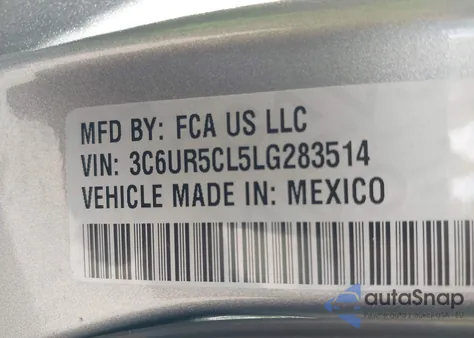 MFD BY: FCA US LLC
VIN: 3C6UR5CL5LG283514
VEHICLE MADE IN: MEXICO
autoSnap